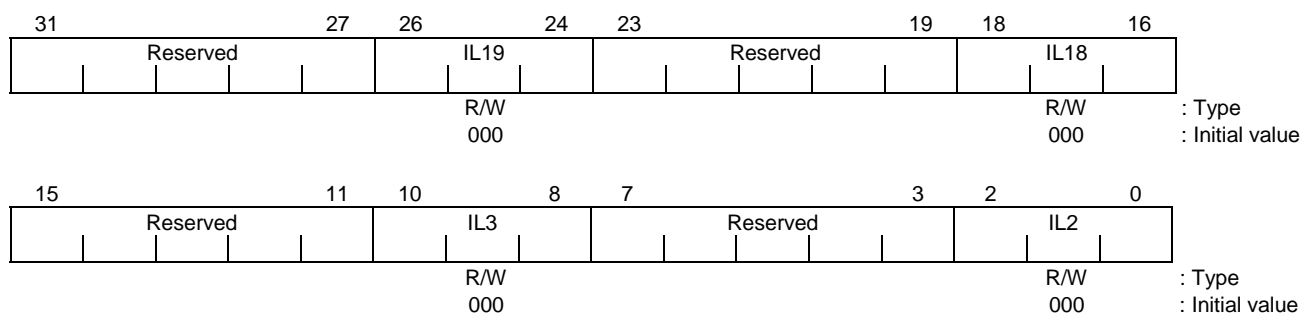 31 27 26 24 23 19 18 16
Reserved IL19 Reserved IL18
R/W R/W : Type
000 000 : Initial value
15 11 10 8 7 3 2 0
Reserved IL3 Reserved IL2
R/W R/W : Type
000 000 : Initial value